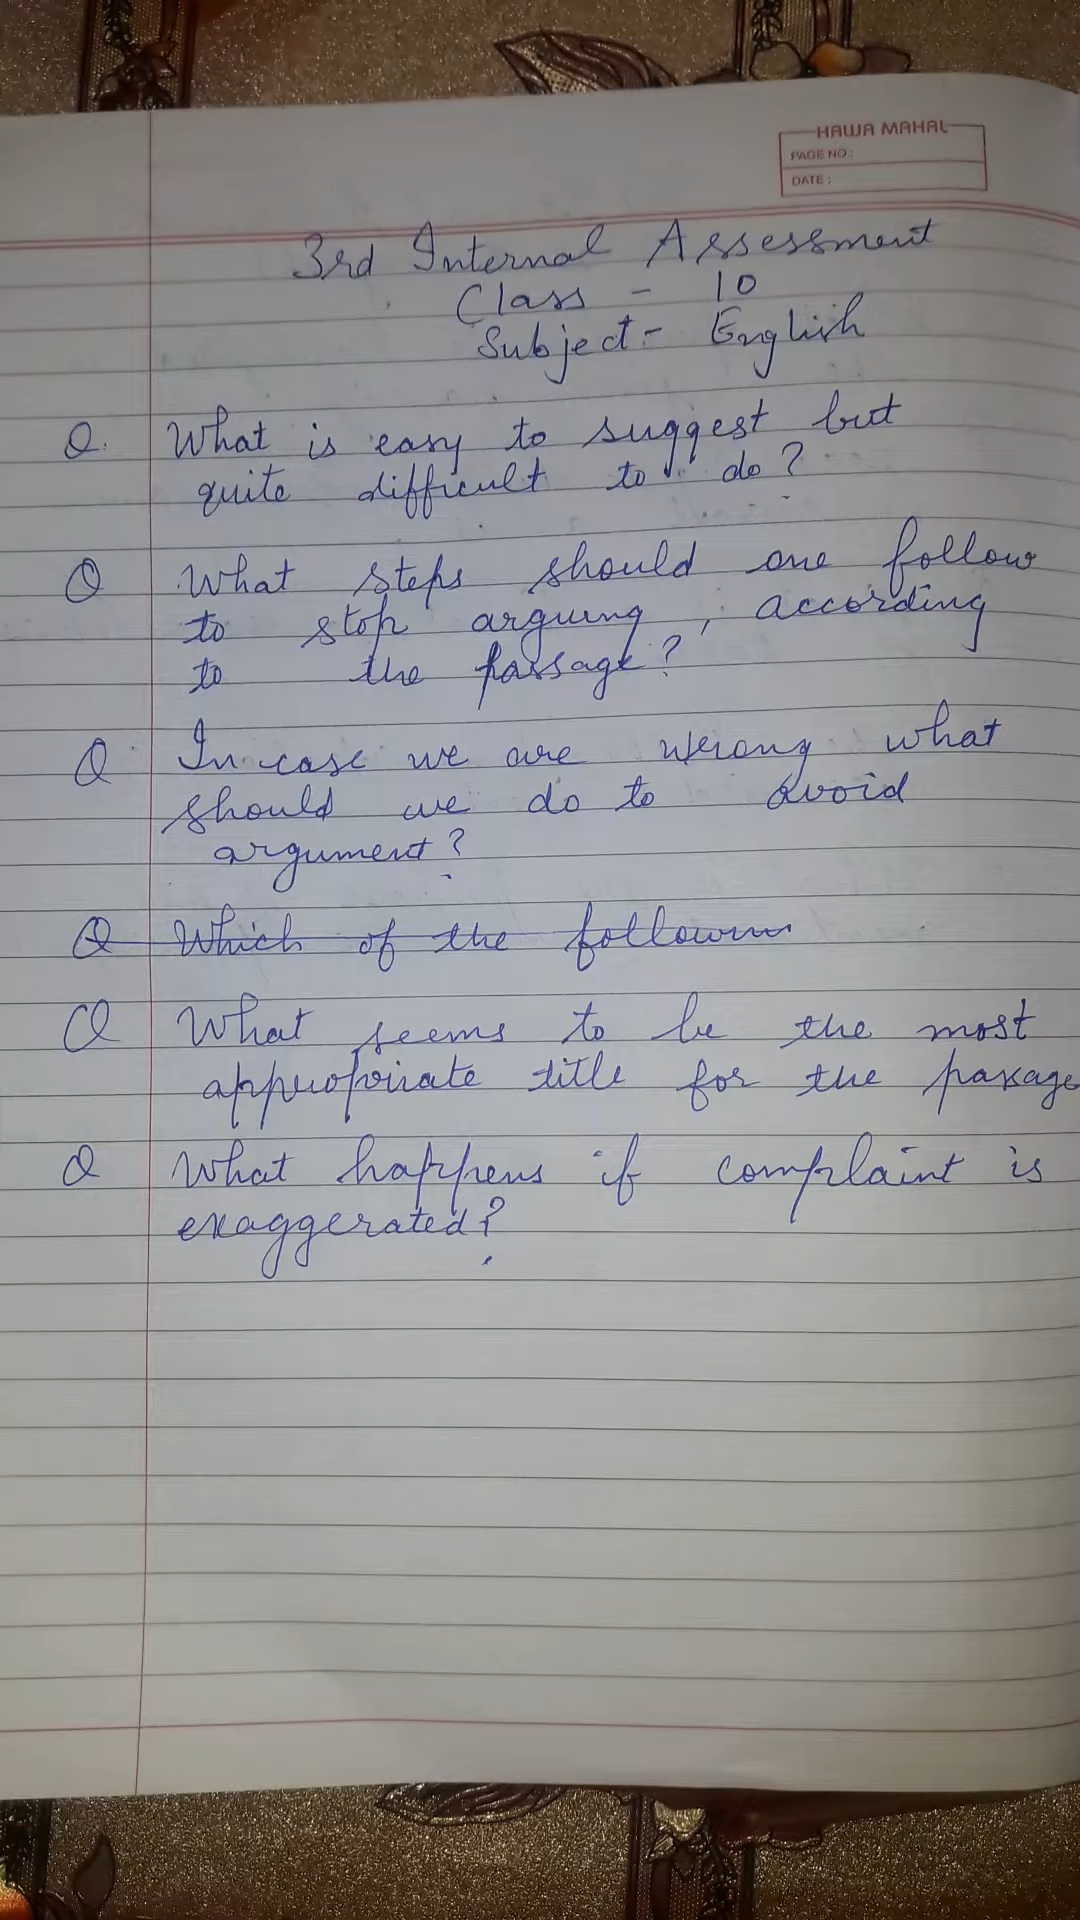 HAWA MAHAL
PAGE NO.:
DATE:
3rd Internal Assessment
Class - 10
Subject - English
Q. What is easy to suggest but
quite difficult to do?
Q What steps should one follow
to stop arguing, according
to the passage?
Q In case we are wrong what
should we do to avoid
argument?
Q Which of the followin
Q What seems to be the most
appropriate title for the passage
Q What happens if complaint is
exaggerated?